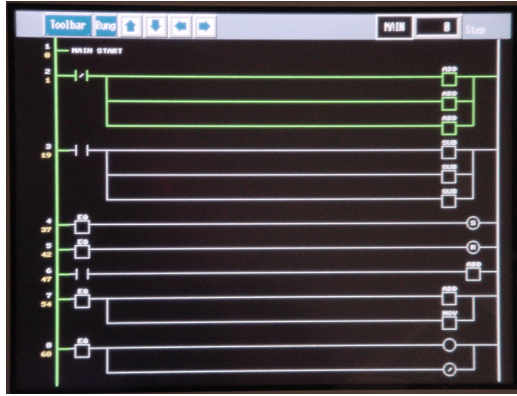 Toolbar Rung MAIN 0 Step
1
0 MAIN START
2
1 ADD
ADD
ADD
3
19 SUB
SUB
SUB
4
37 EQ S
5
42 EQ R
6
47 ADD
7
54 EQ ADD
MOV
8
60 EQ